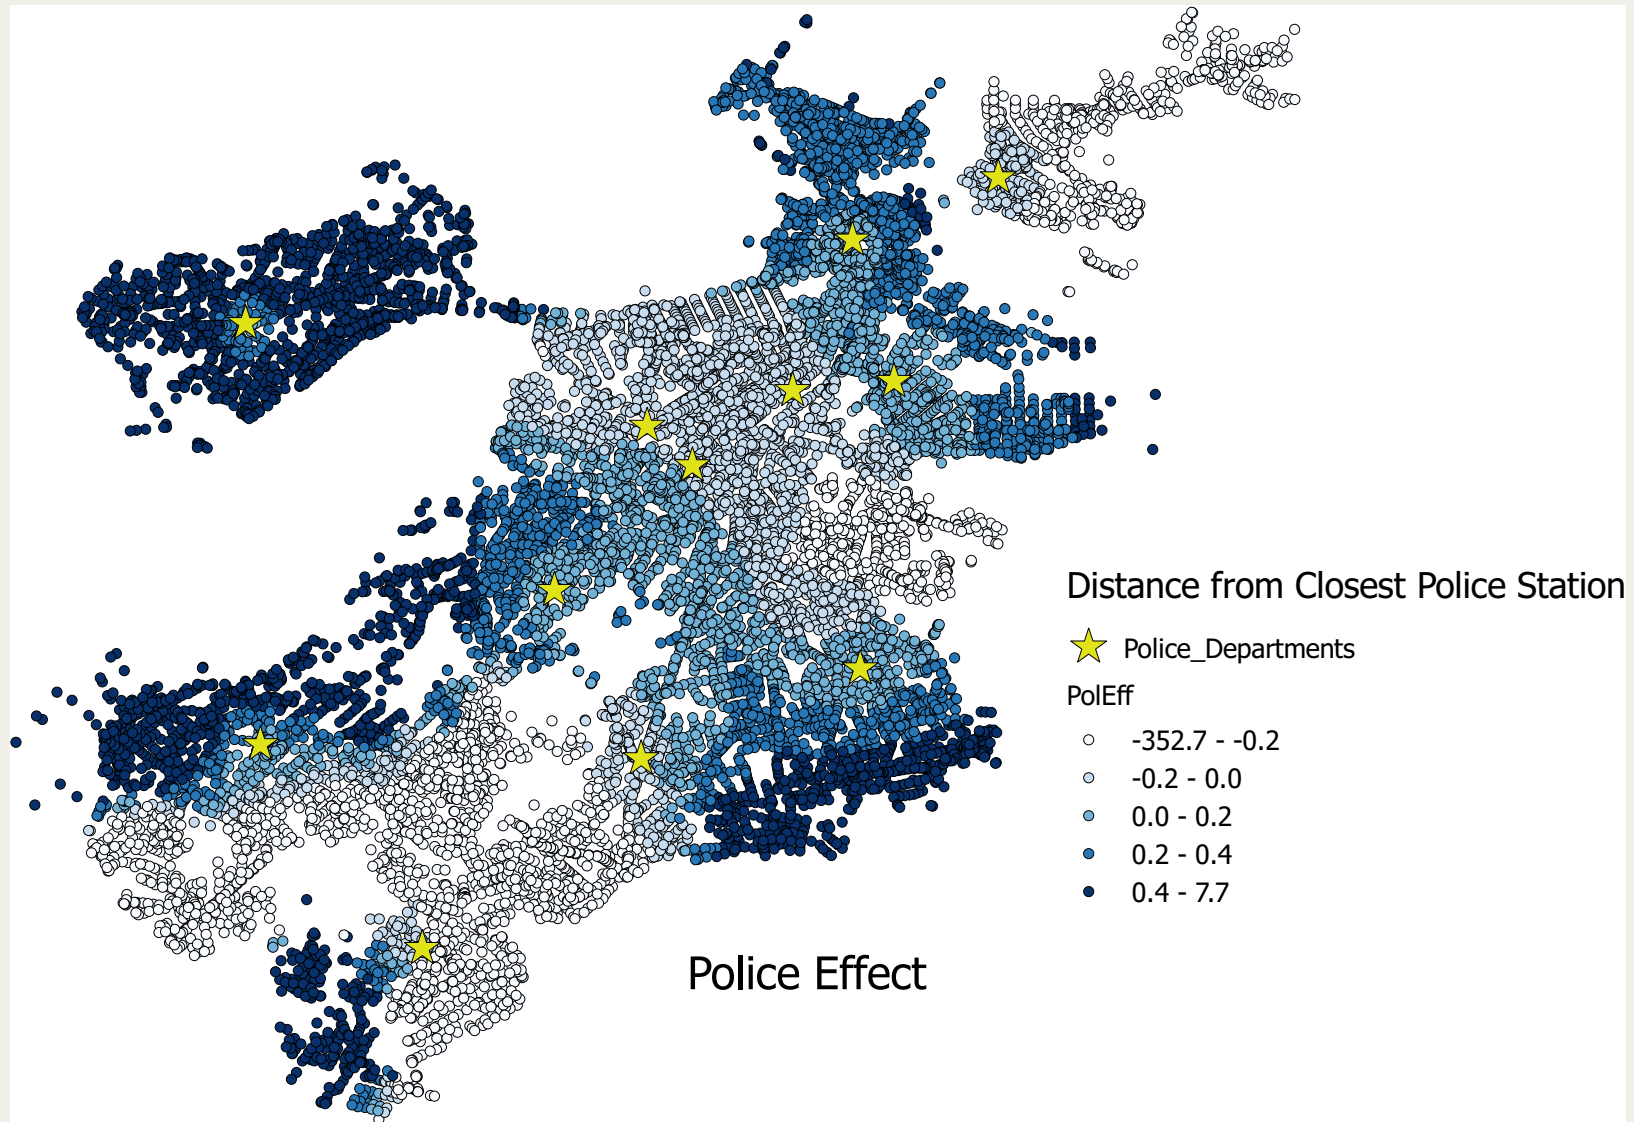 Distance from Closest Police Station
Police_Departments
PolEff
-352.7 - -0.2
-0.2 - 0.0
0.0 - 0.2
0.2 - 0.4
0.4 - 7.7
Police Effect